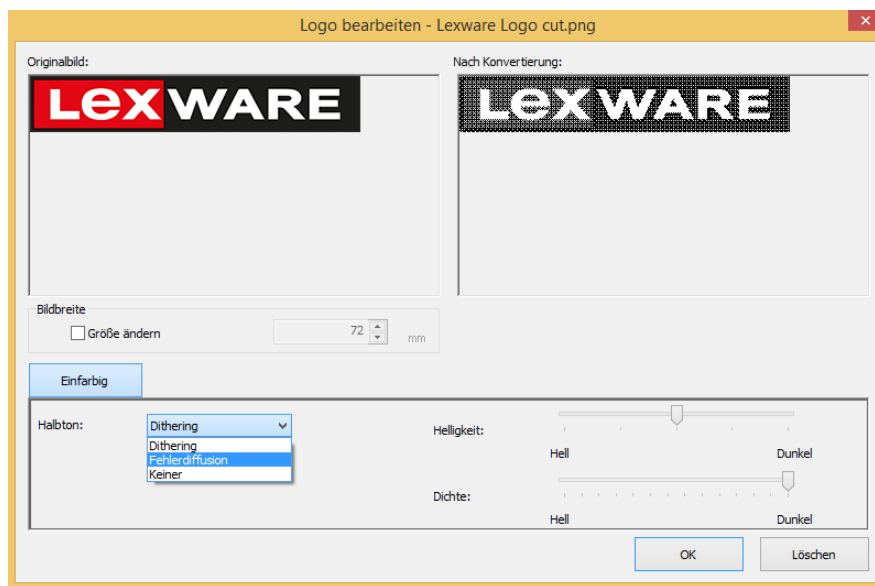 Logo bearbeiten - Lexware Logo cut.png
Originalbild:
Nach Konvertierung:
LeXWARE
LeXWARE
Bildbreite
Größe ändern
72
mm
Einfarbig
Halbton:
Dithering
Dithering
Fehlerdiffusion
Keiner
Helligkeit:
Hell
Dunkel
Dichte:
Hell
Dunkel
OK
Löschen